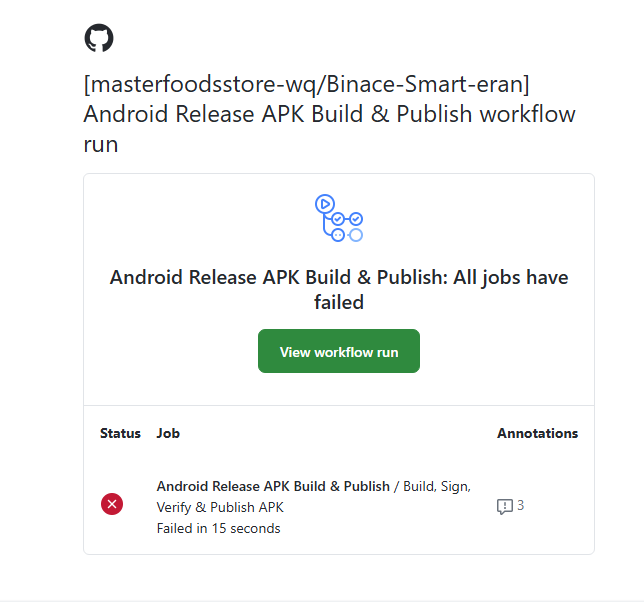 [masterfoodsstore-wq/Binace-Smart-eran]
Android Release APK Build & Publish workflow
run
Android Release APK Build & Publish: All jobs have
failed
View workflow run
Status Job Annotations
Android Release APK Build & Publish / Build, Sign,
Verify & Publish APK
Failed in 15 seconds
3